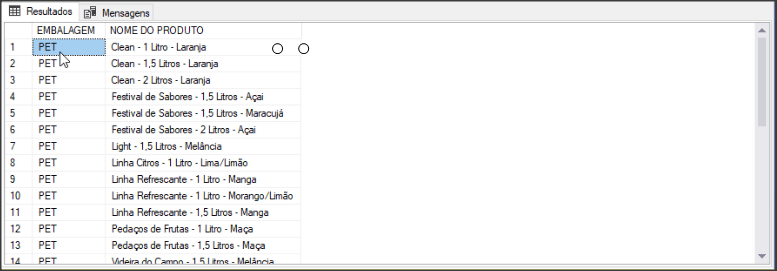 Resultados Mensagens
EMBALAGEM NOME DO PRODUTO
1 PET Clean - 1 Litro - Laranja
2 PET Clean - 1,5 Litros - Laranja
3 PET Clean - 2 Litros - Laranja
4 PET Festival de Sabores - 1,5 Litros - Açai
5 PET Festival de Sabores - 1,5 Litros - Maracujá
6 PET Festival de Sabores - 2 Litros - Açai
7 PET Light - 1,5 Litros - Melância
8 PET Linha Citros - 1 Litro - Lima/Limão
9 PET Linha Refrescante - 1 Litro - Manga
10 PET Linha Refrescante - 1 Litro - Morango/Limão
11 PET Linha Refrescante - 1,5 Litros - Manga
12 PET Pedaços de Frutas - 1 Litro - Maça
13 PET Pedaços de Frutas - 1,5 Litros - Maça
14 PET Videira do Campo - 1,5 Litros - Melância